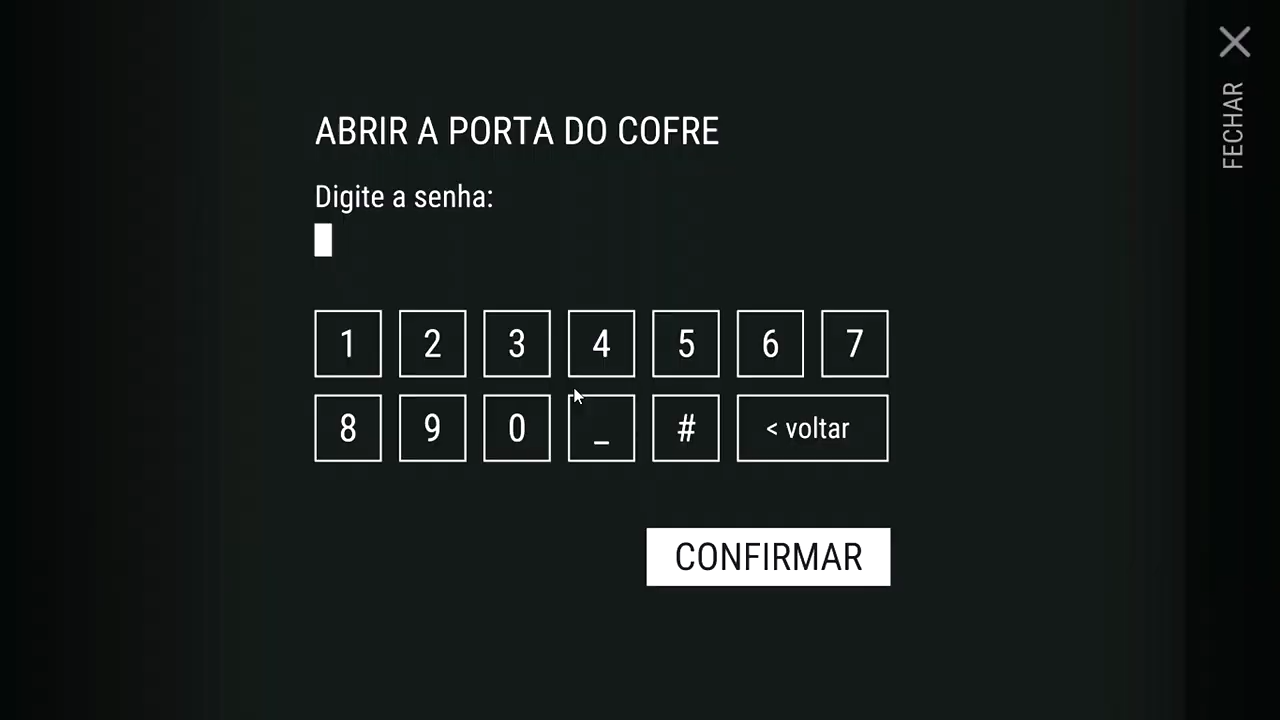 ABRIR A PORTA DO COFRE
Digite a senha:
1 2 3 4 5 6 7
8 9 0 _ # < voltar
CONFIRMAR
FECHAR